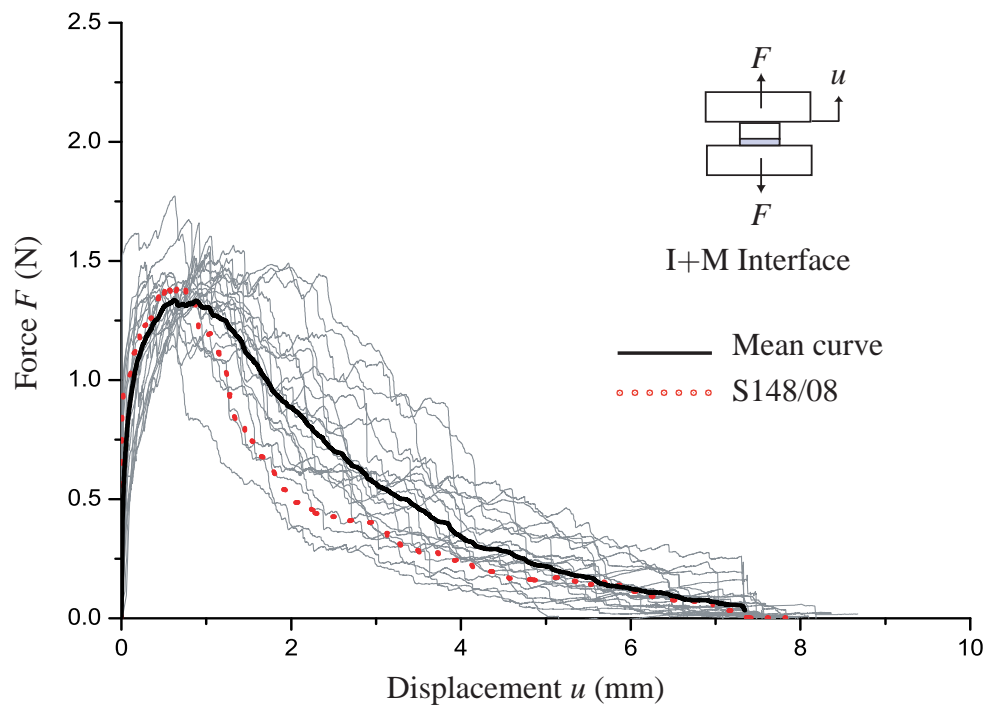 2.5
2.0
1.5
1.0
0.5
0.0
Force F (N)
0 2 4 6 8 10
Displacement u (mm)
F
u
F
I+M Interface
Mean curve
S148/08